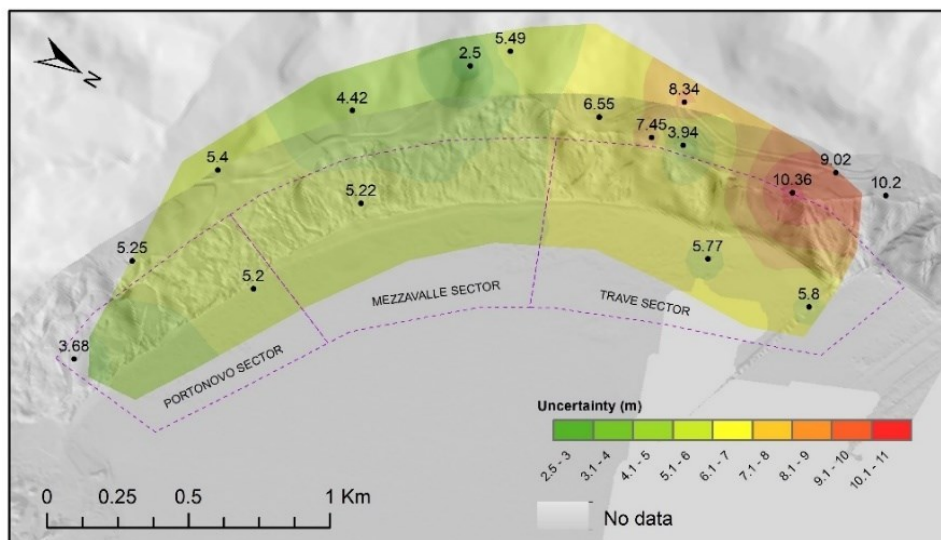 5.49
2.5
8.34
4.42
6.55
7.45
3.94
5.4
9.02
10.36
10.2
5.22
5.25
5.77
5.2
5.8
3.68
N
MEZZAVALLE SECTOR
TRAVE SECTOR
PORTONOVO SECTOR
Uncertainty (m)
2.5 - 3
3.1 - 4
4.1 - 5
5.1 - 6
6.1 - 7
7.1 - 8
8.1 - 9
9.1 - 10
10.1 - 11
No data
0 0.25 0.5 1 Km